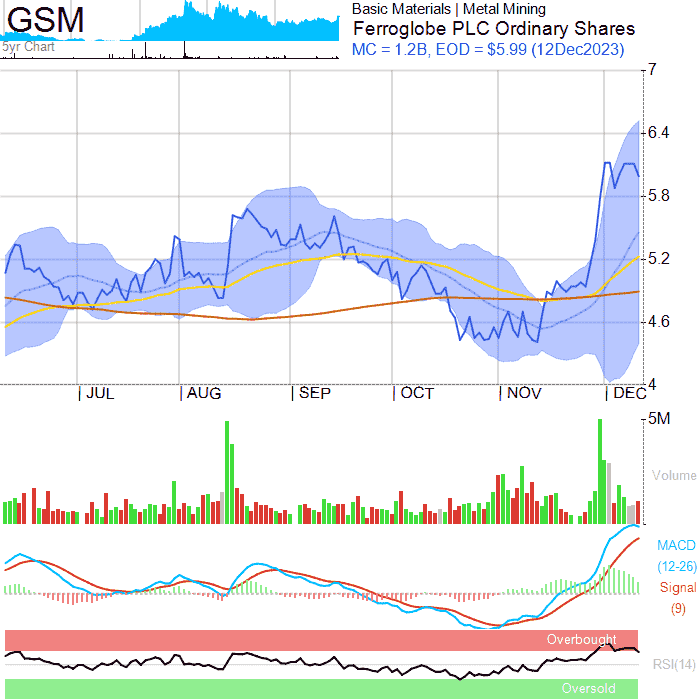 GSM
5yr Chart
Basic Materials | Metal Mining
Ferroglobe PLC Ordinary Shares
MC = 1.2B, EOD = $5.99 (12Dec2023)
7
6.4
5.8
5.2
4.6
4
| JUL | AUG | SEP | OCT | NOV | DEC
5M
Volume
MACD
(12-26)
Signal
(9)
Overbought
RSI(14)
Oversold